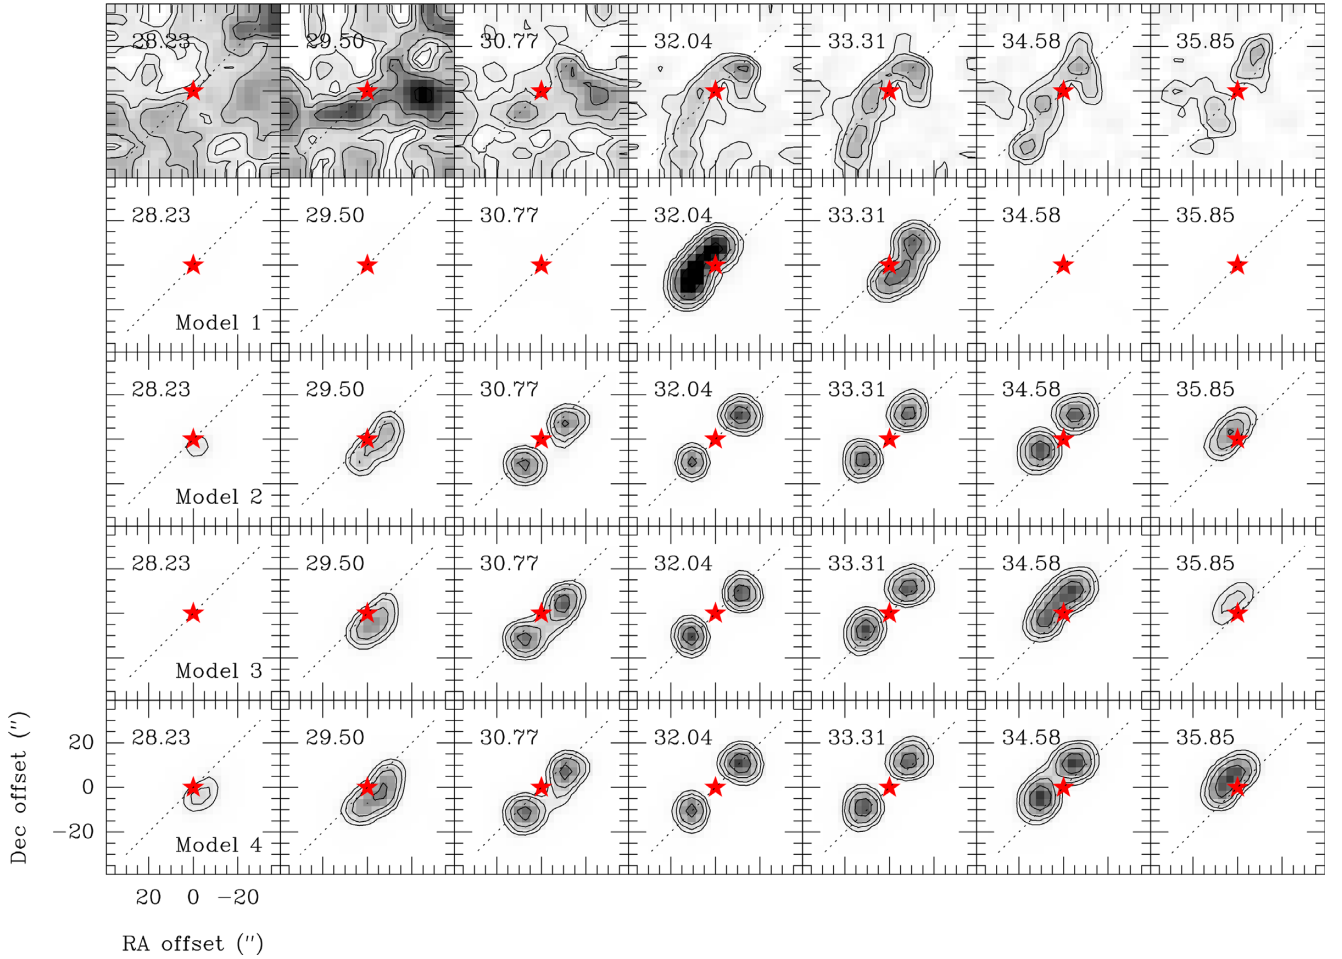 28.23 29.50 30.77 32.04 33.31 34.58 35.85
28.23 29.50 30.77 32.04 33.31 34.58 35.85
Model 1
28.23 29.50 30.77 32.04 33.31 34.58 35.85
Model 2
28.23 29.50 30.77 32.04 33.31 34.58 35.85
Model 3
28.23 29.50 30.77 32.04 33.31 34.58 35.85
Model 4
Dec offset (")
20
0
−20
20 0 −20
RA offset (")